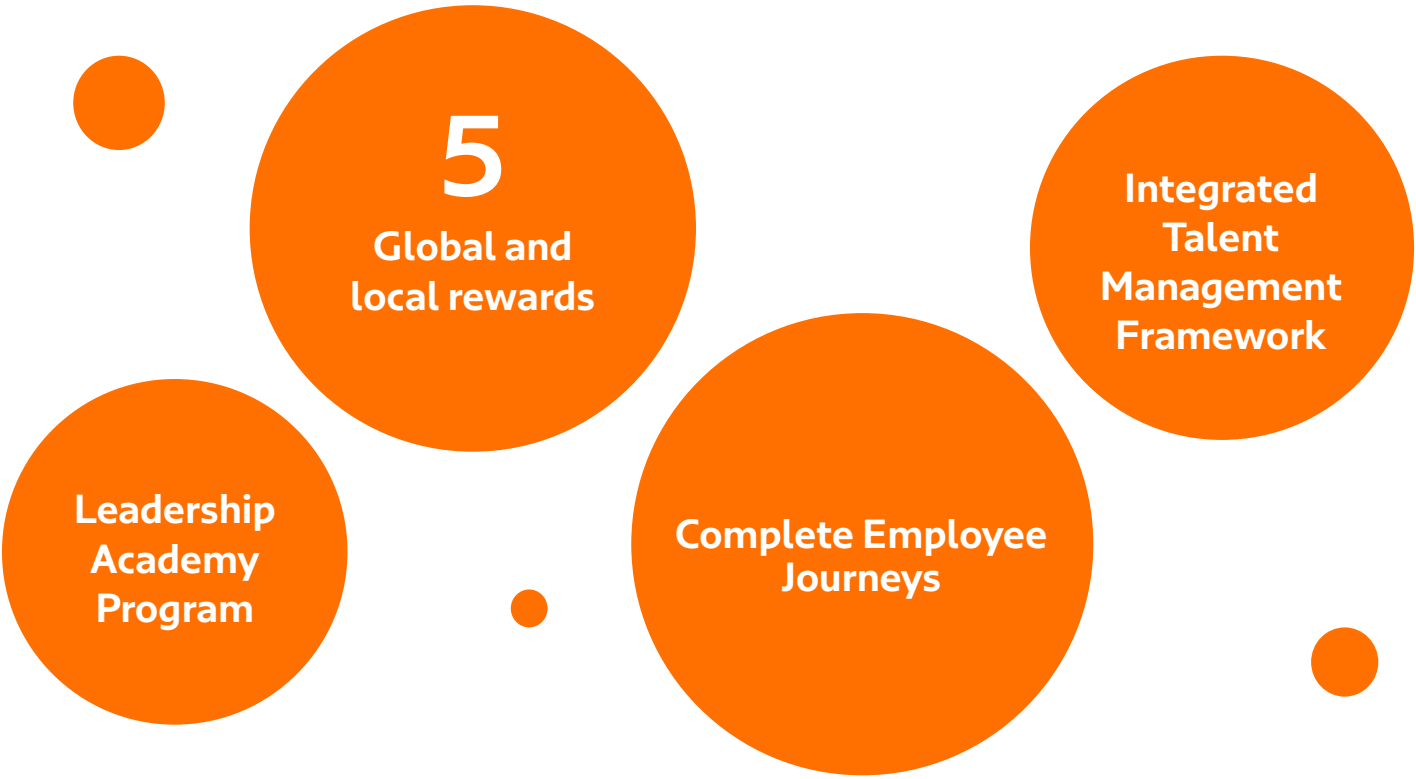 5
Global and
local rewards
Integrated
Talent
Management
Framework
Leadership
Academy
Program
Complete Employee
Journeys